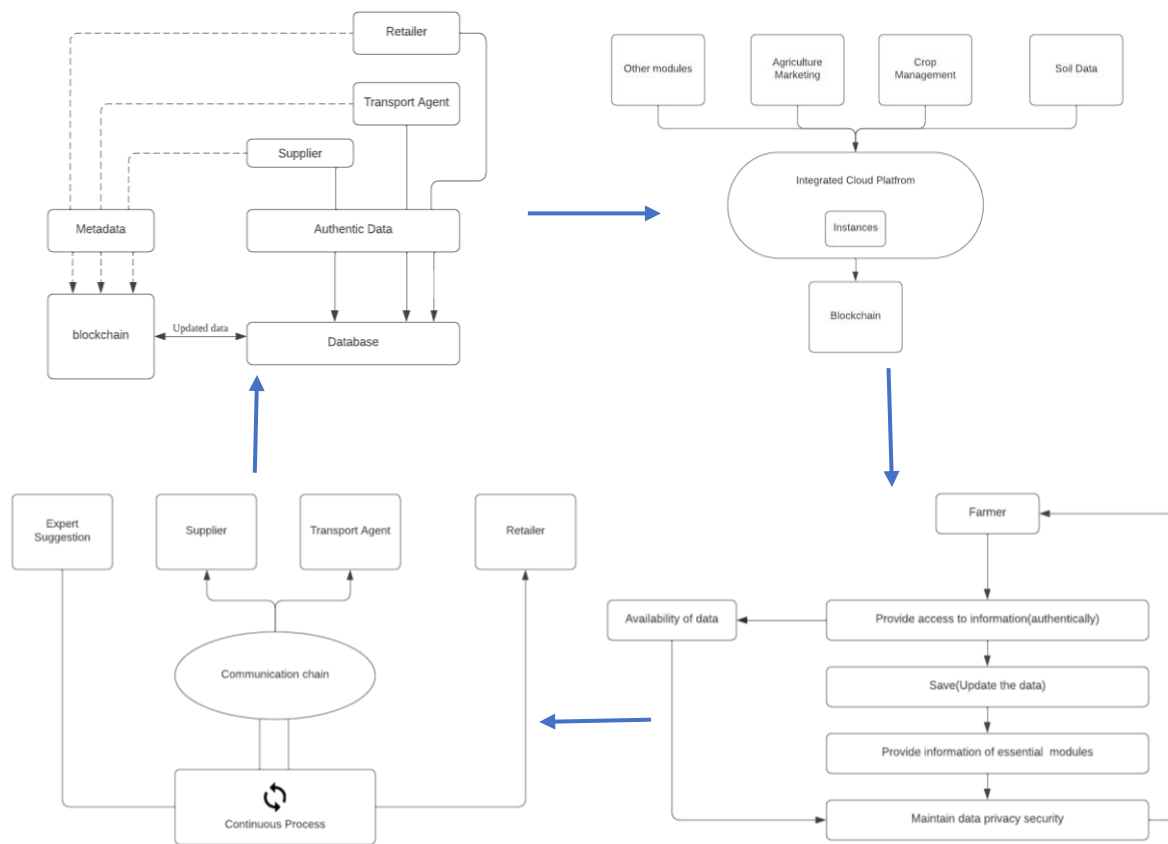 Retailer
Transport Agent
Supplier
Metadata
Authentic Data
blockchain
Updated data
Database
Other modules
Agriculture
Marketing
Crop
Management
Soil Data
Integrated Cloud Platfrom
Instances
Blockchain
Expert
Suggestion
Supplier
Transport Agent
Retailer
Communication chain
Continuous Process
Farmer
Availability of data
Provide access to information(authentically)
Save(Update the data)
Provide information of essential modules
Maintain data privacy security